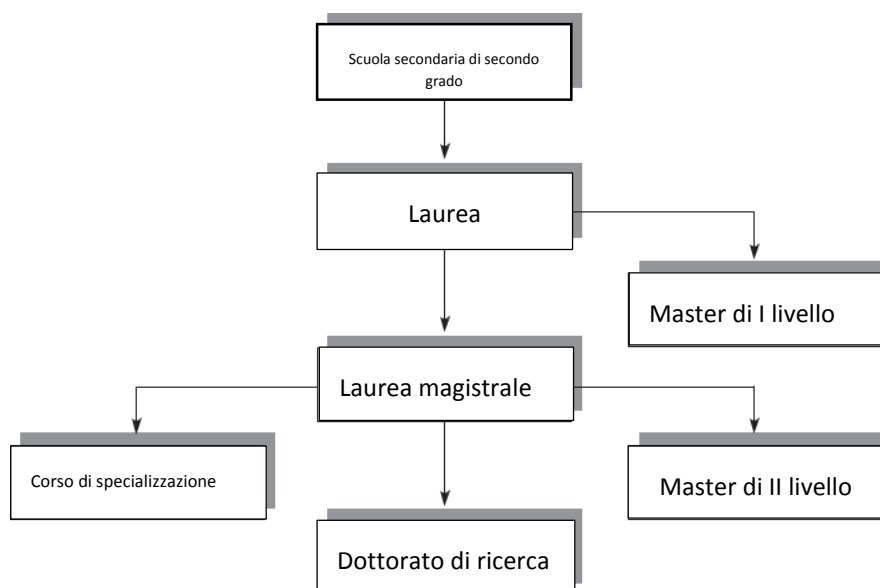 Scuola secondaria di secondo
grado
Laurea
Master di I livello
Laurea magistrale
Corso di specializzazione
Master di II livello
Dottorato di ricerca